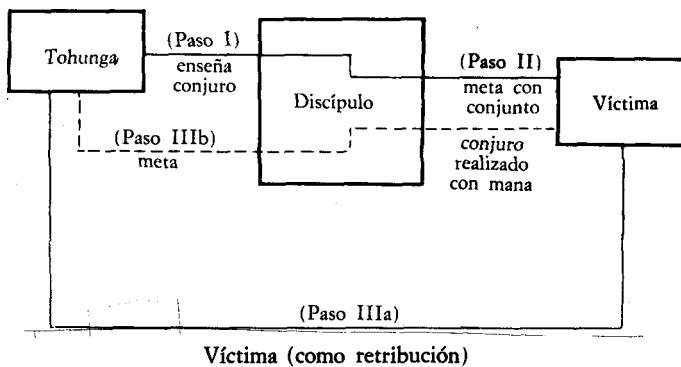 Tohunga
(Paso I)
enseña
conjuro
(Paso IIIb)
meta
Discípulo
(Paso II)
meta con
conjunto
conjuro
realizado
con mana
Víctima
(Paso IIIa)
Víctima (como retribución)